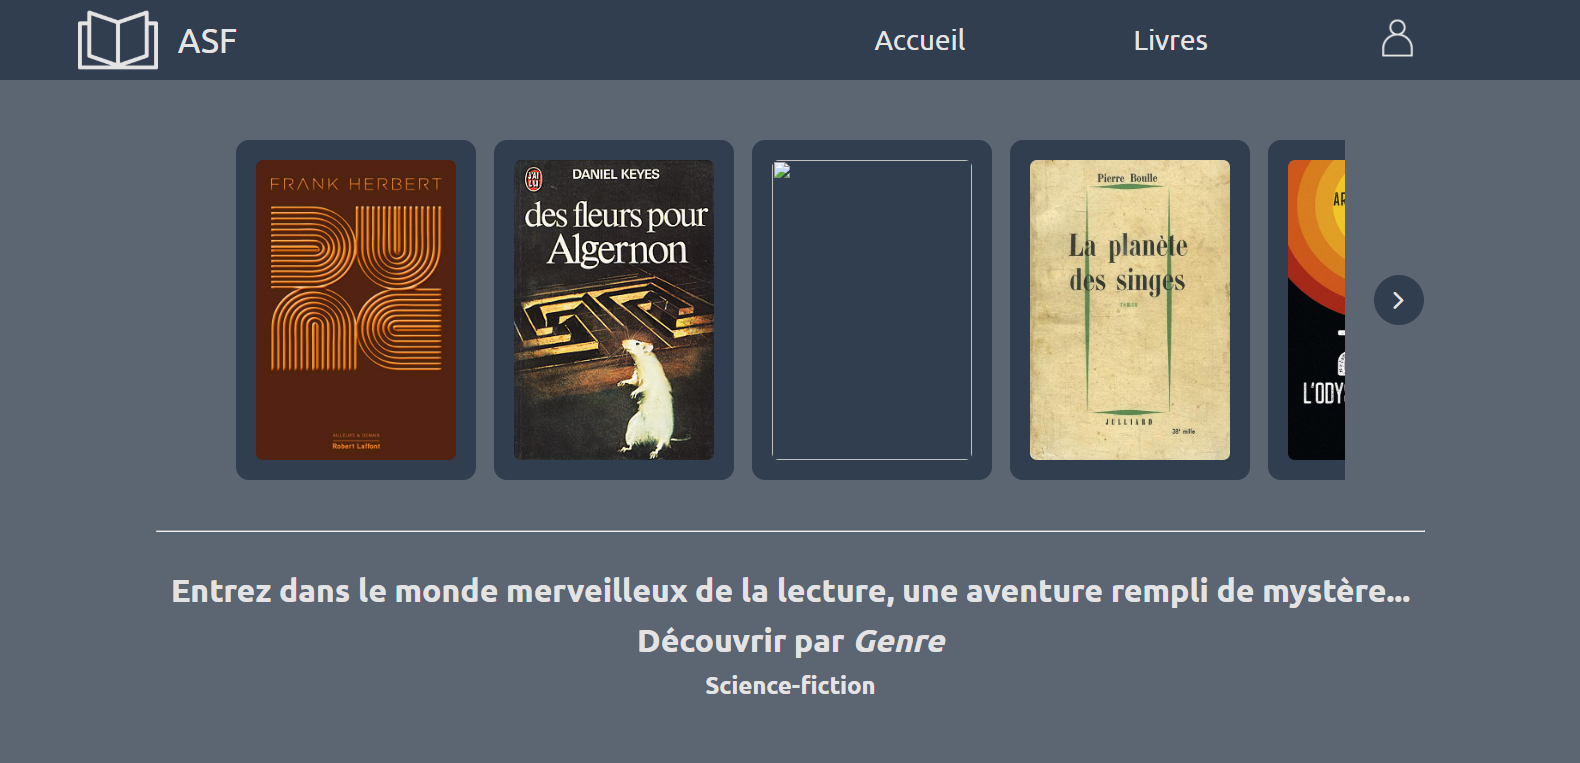 ASF
Accueil
Livres
FRANK HERBERT
DUNE
AILLEURS & DEMAIN
Robert Laffont
J'AI LU
DANIEL KEYES
des fleurs pour
Algernon
Pierre Boulle
La planète
des singes
roman
JULLIARD
38e mille
AR
L'ODY
Entrez dans le monde merveilleux de la lecture, une aventure rempli de mystère...
Découvrir par Genre
Science-fiction